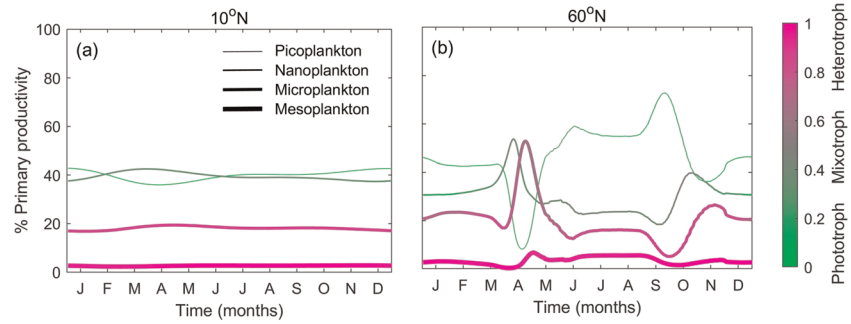 10°N
60°N
(a)
(b)
Picoplankton
Nanoplankton
Microplankton
Mesoplankton
% Primary productivity
100
80
60
40
20
0
J F M A M J J A S O N D
Time (months)
J F M A M J J A S O N D
Time (months)
1
0.8
0.6
0.4
0.2
0
Phototroph Mixotroph Heterotroph